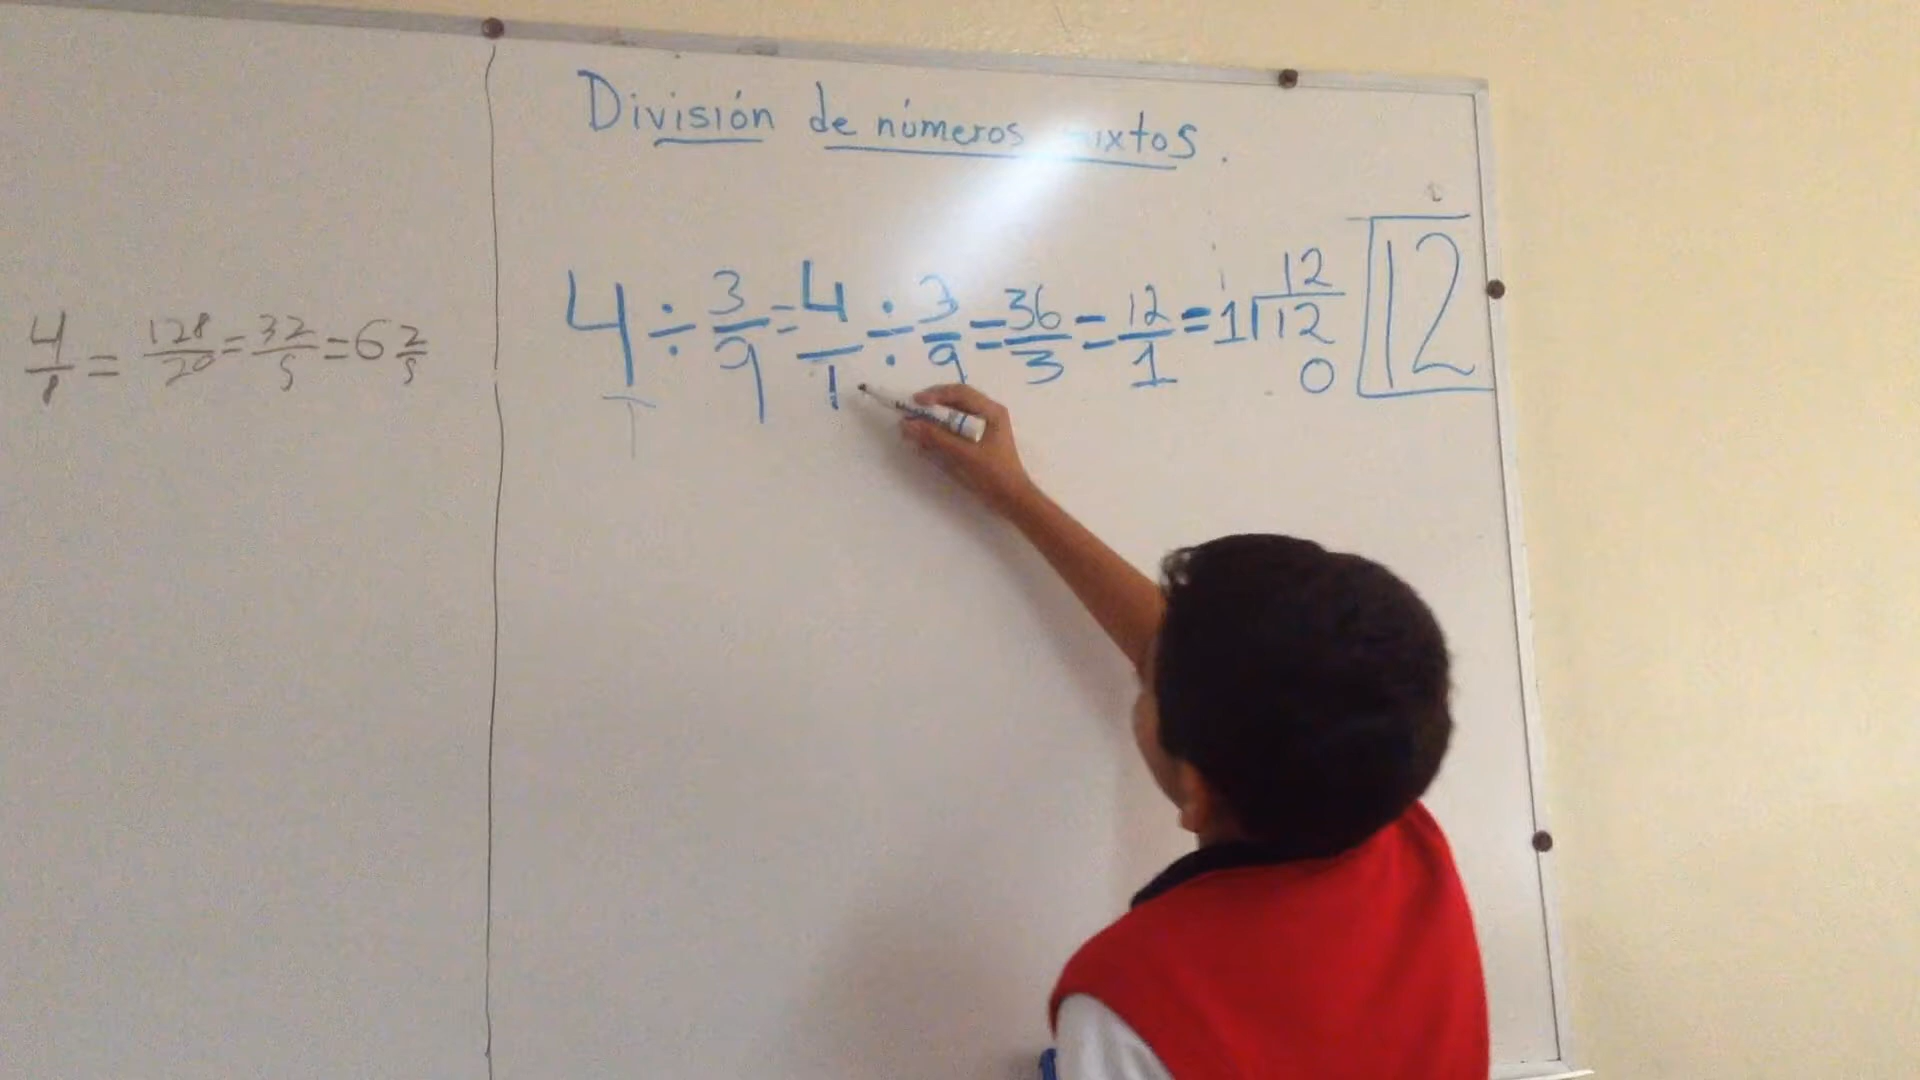 División de números mixtos.
4 ÷ 3/9 = 4/1 ÷ 3/9 = 36/3 = 12/1 = 1⟌12 12 0 12
4/8 = 128/20 = 32/5 = 6 2/5